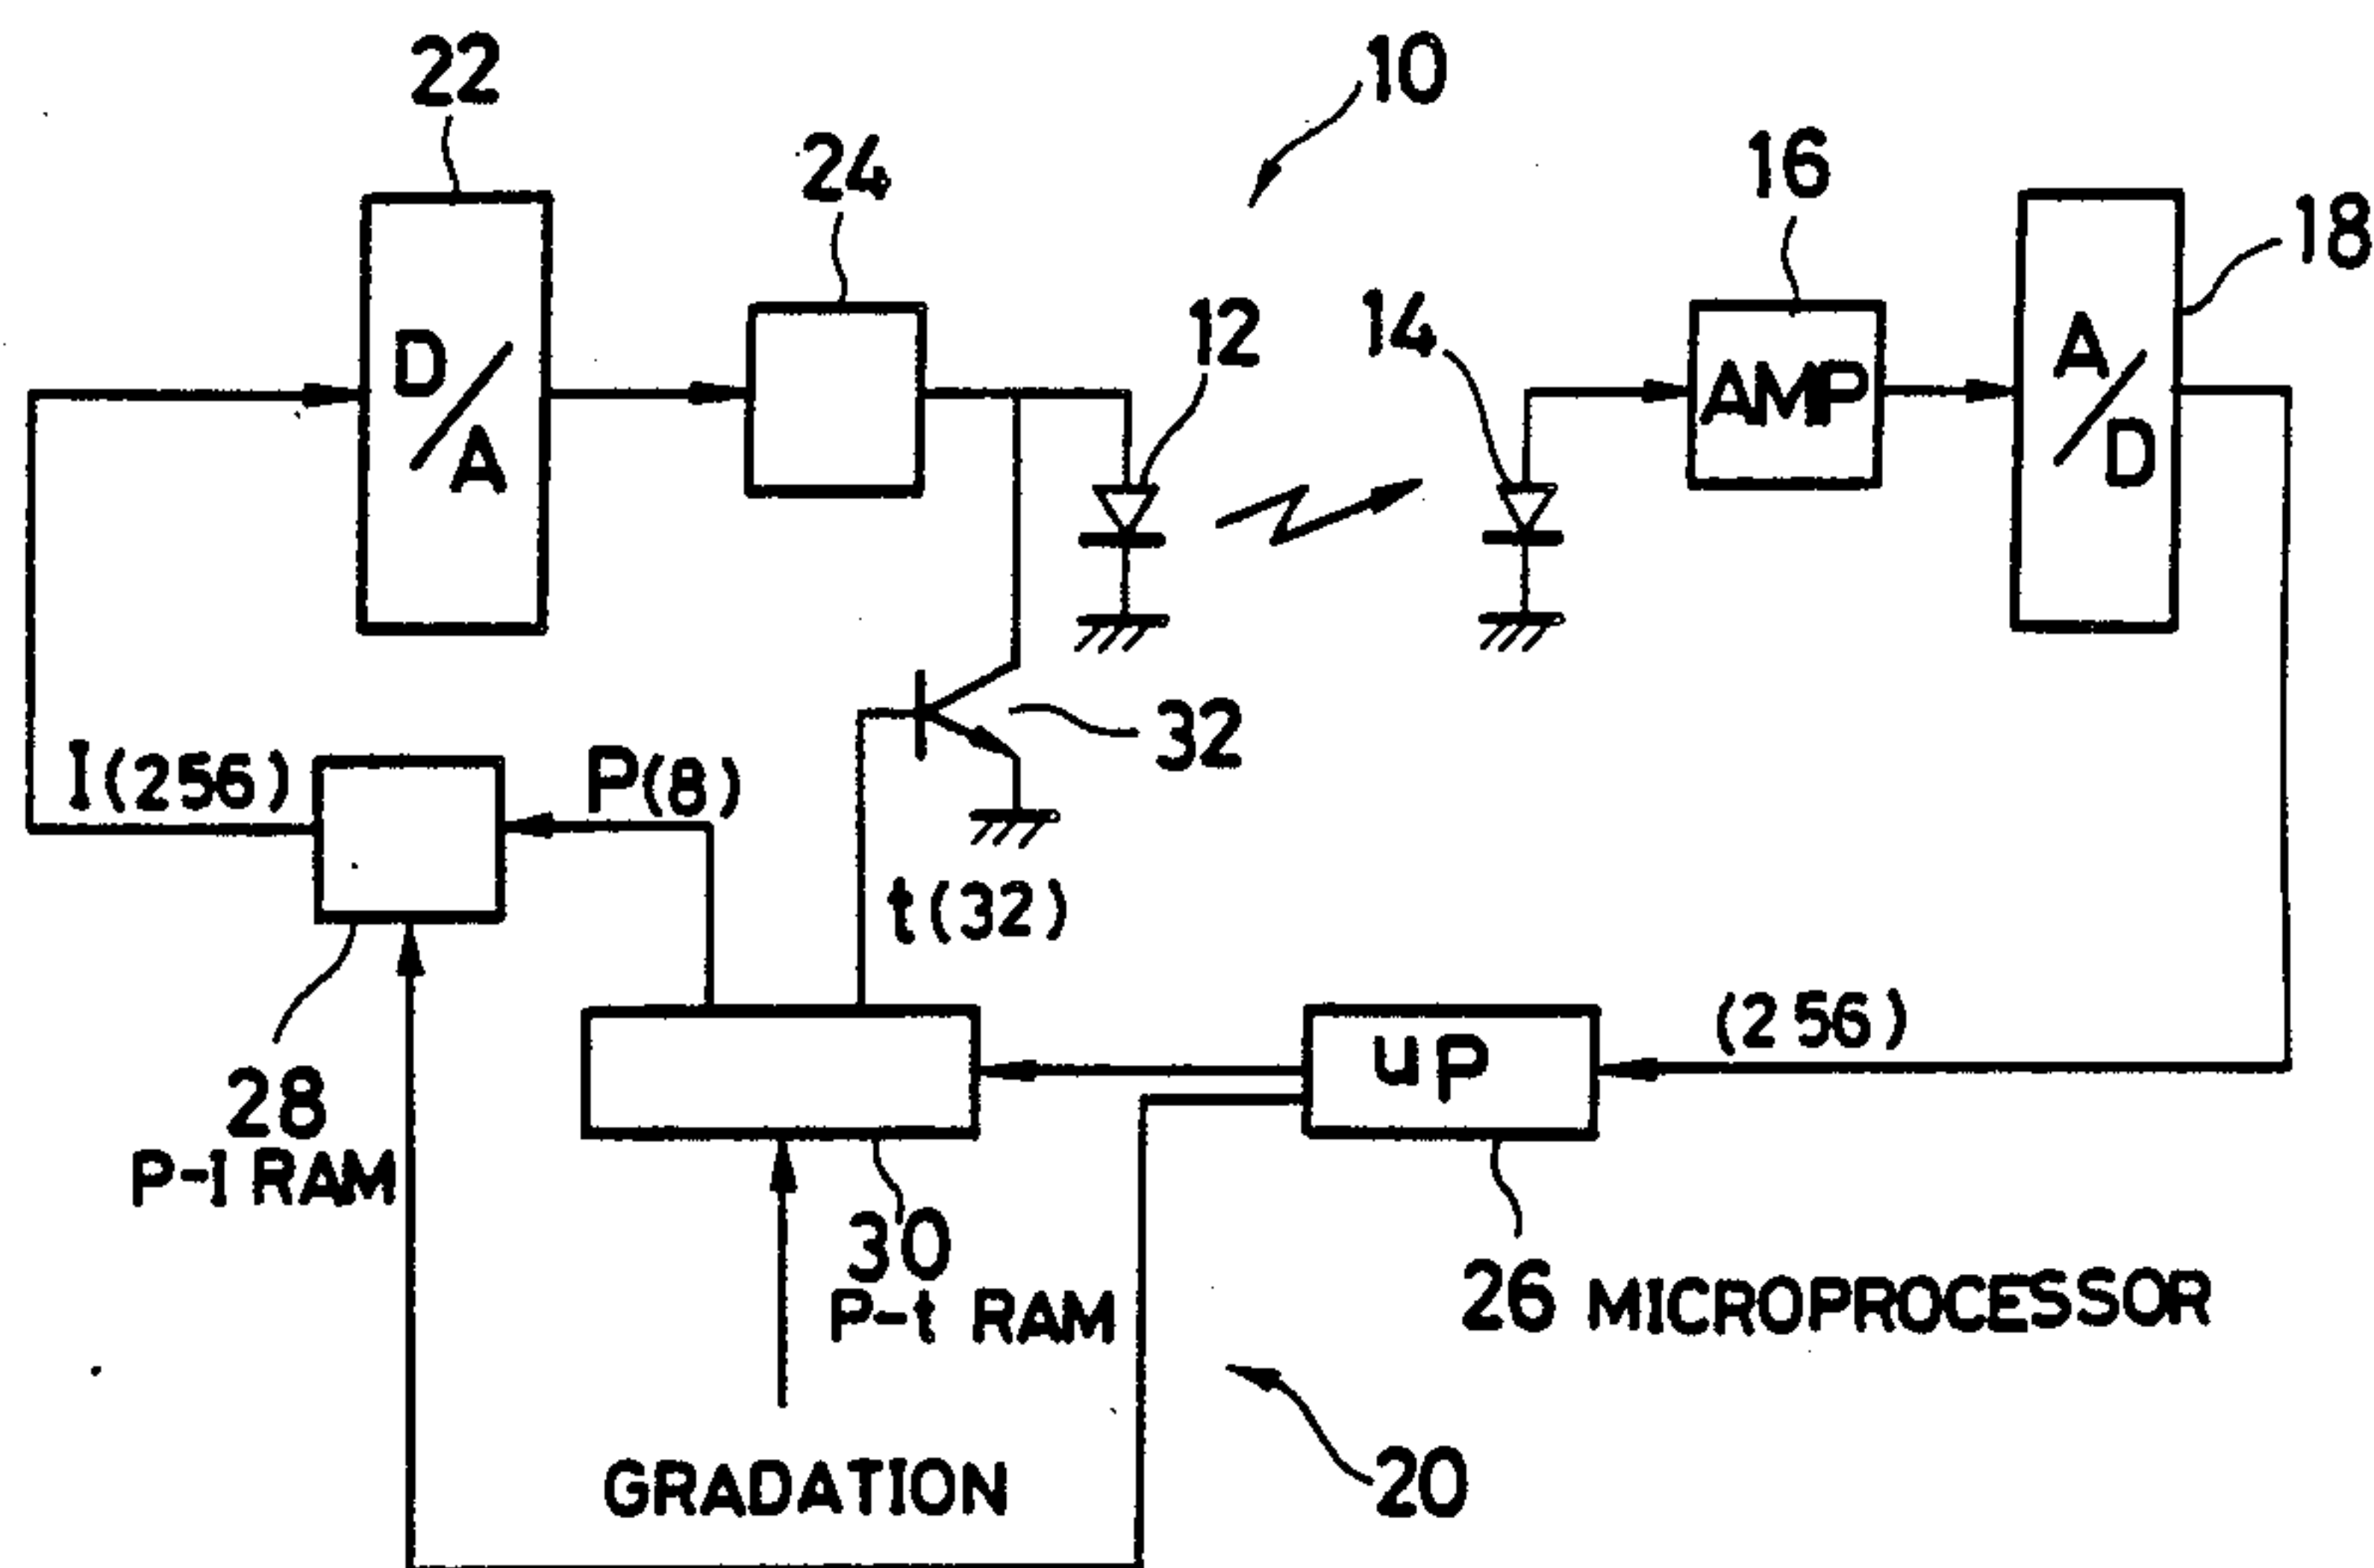 22
10
24
16
18
12
14
D/A
AMP
A/D
32
I(256)
P(8)
t(32)
(256)
uP
28
P-I RAM
30
P-t RAM
26 MICROPROCESSOR
GRADATION
20